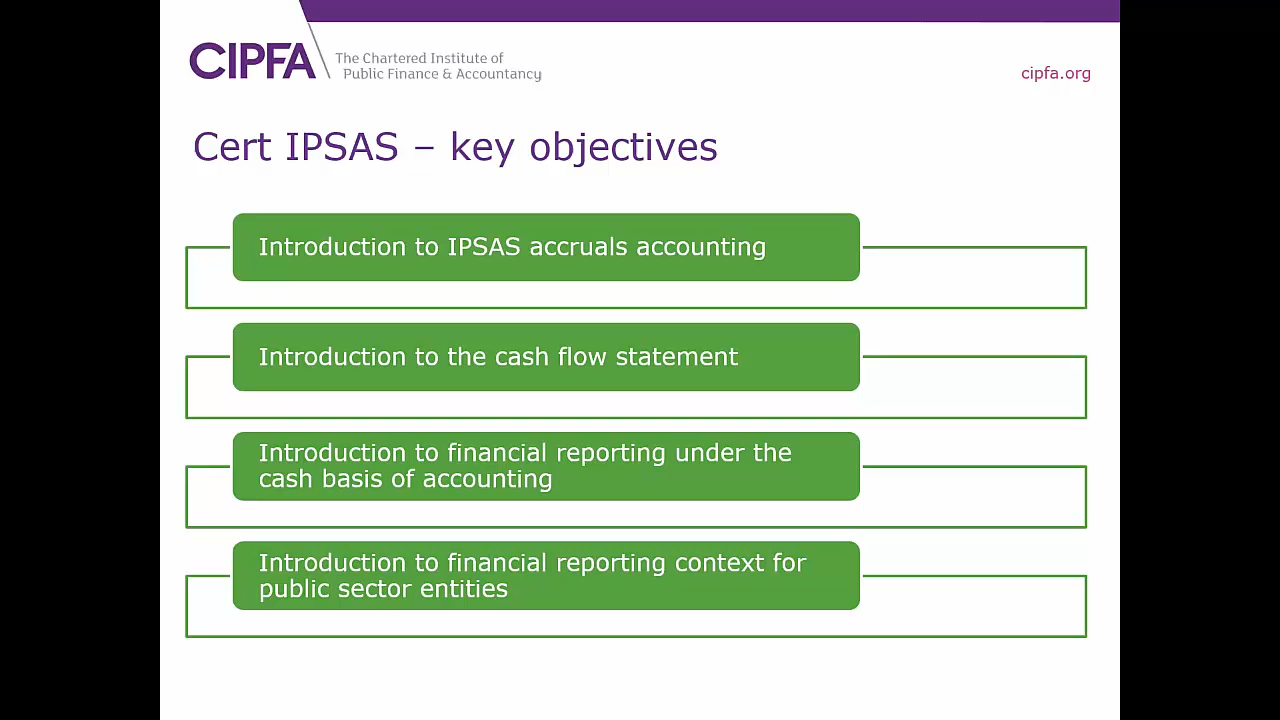 CIPFA
The Chartered Institute of
Public Finance & Accountancy
cipfa.org
Cert IPSAS – key objectives
Introduction to IPSAS accruals accounting
Introduction to the cash flow statement
Introduction to financial reporting under the
cash basis of accounting
Introduction to financial reporting context for
public sector entities